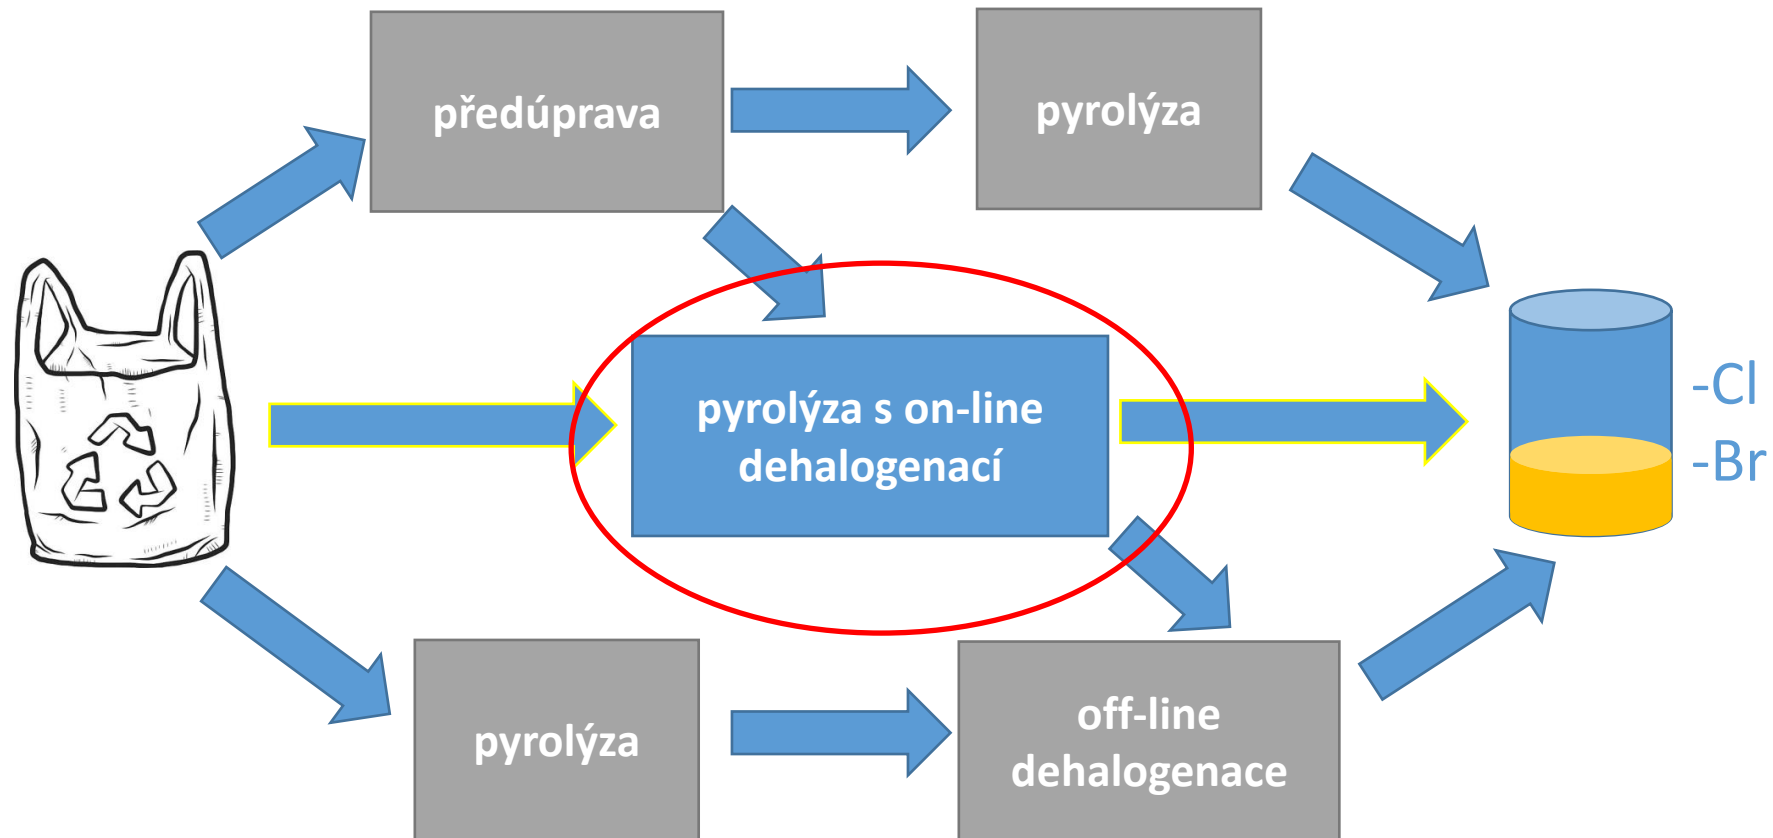 předúprava
pyrolýza
pyrolýza s on-line
dehalogenací
-Cl
-Br
pyrolýza
off-line
dehalogenace